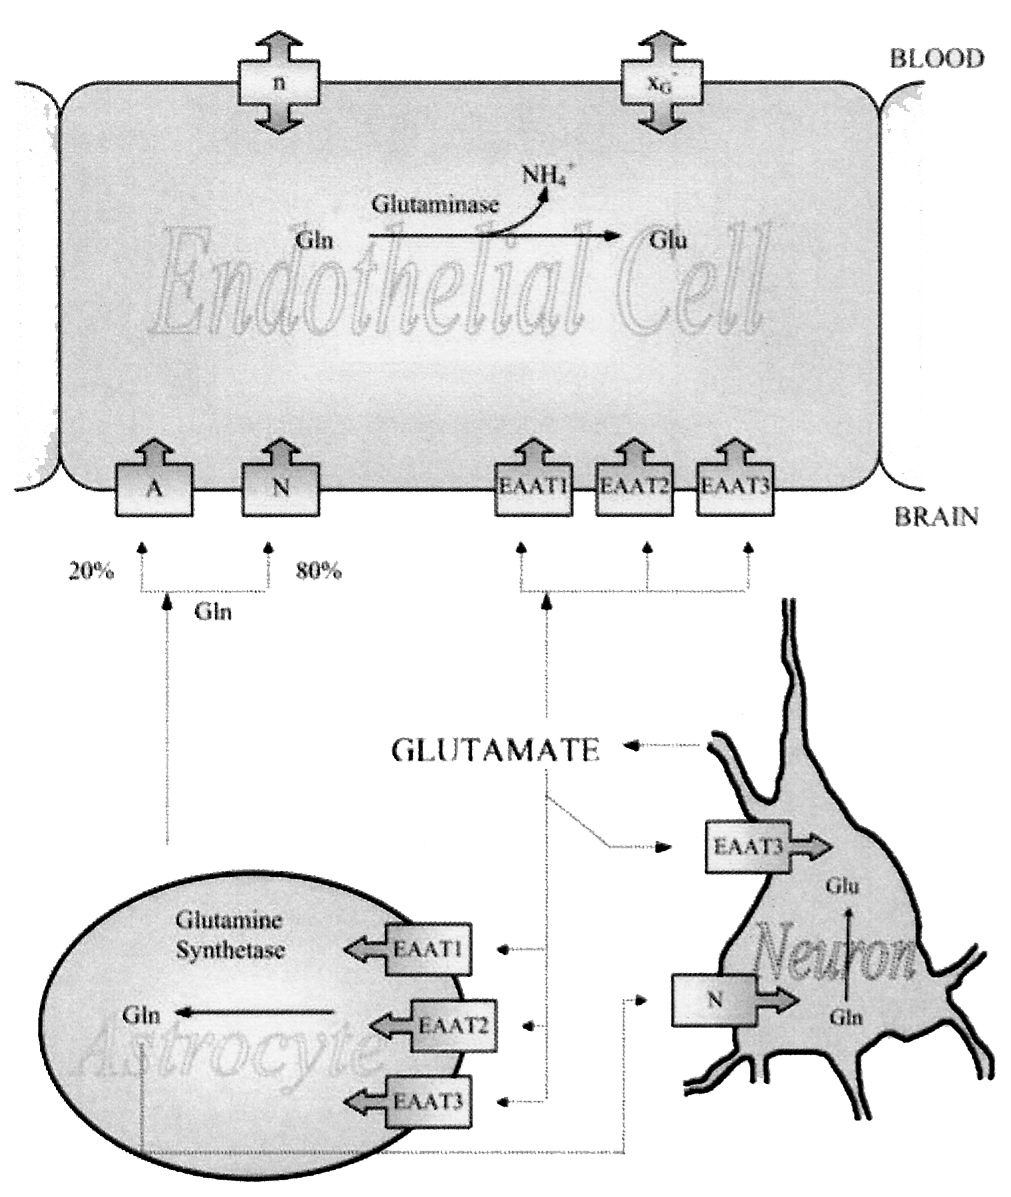 BLOOD
n
xG-
NH4+
Glutaminase
Gln
Glu
Endothelial Cell
A
N
EAAT1
EAAT2
EAAT3
BRAIN
20%
80%
Gln
GLUTAMATE
EAAT3
Glu
Glutamine
Synthetase
EAAT1
Neuron
N
Gln
Gln
EAAT2
Astrocyte
EAAT3